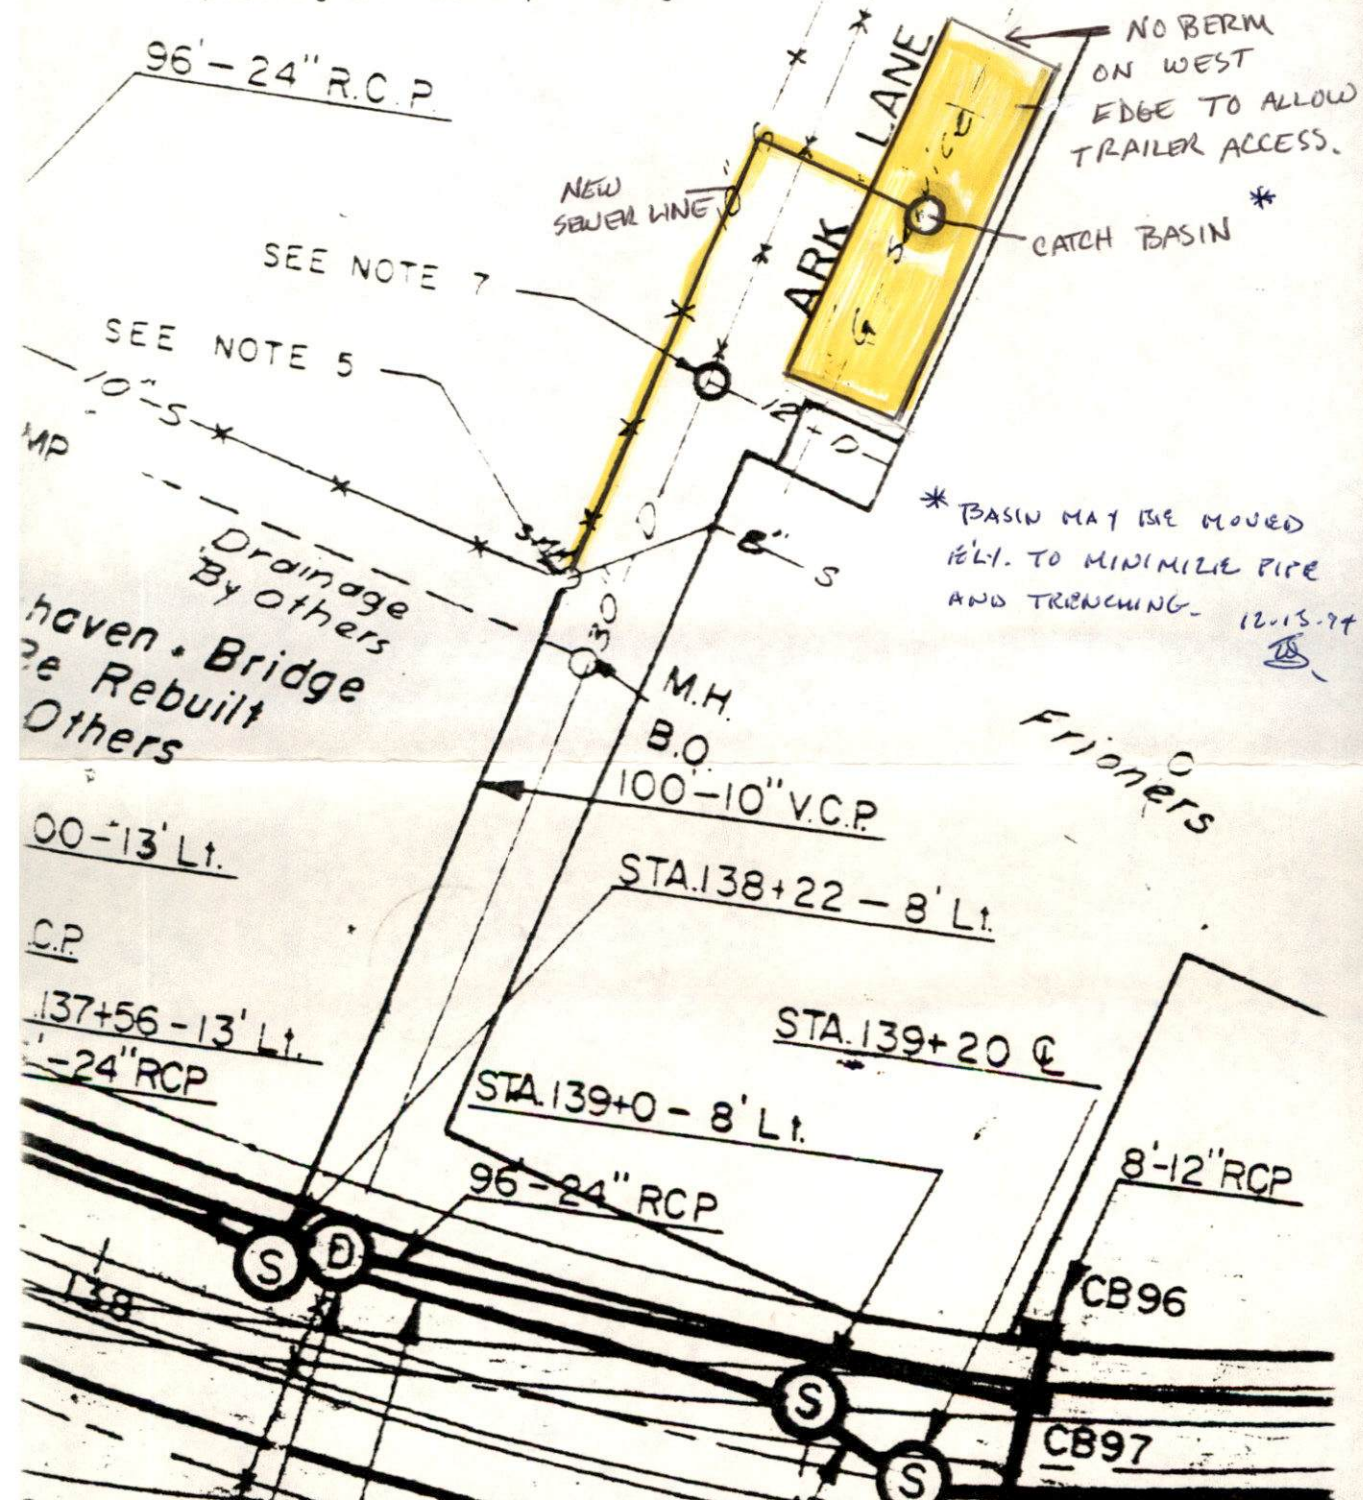 96'-24" R.C.P.
NO BERM
ON WEST
EDGE TO ALLOW
TRAILER ACCESS.
ARK LANE
NEW
SEWER LINE
CATCH BASIN *
SEE NOTE 7
SEE NOTE 5
10"-S
12
D
MP
8"
S
* BASIN MAY BE MOVED
ELY. TO MINIMIZE PIPE
AND TRENCHING.
12.13.94
Drainage
By Others
haven. Bridge
Be Rebuilt
Others
30
M.H.
B.O.
Frioners
100'-10" V.C.P.
00-13' Lt.
STA.138+22 - 8' Lt.
C.P.
137+56-13' Lt.
'-24" RCP
STA.139+20 ℄
STA.139+0 - 8' Lt.
96'-24" RCP
8'-12" RCP
S
D
138
CB96
S
CB97
S